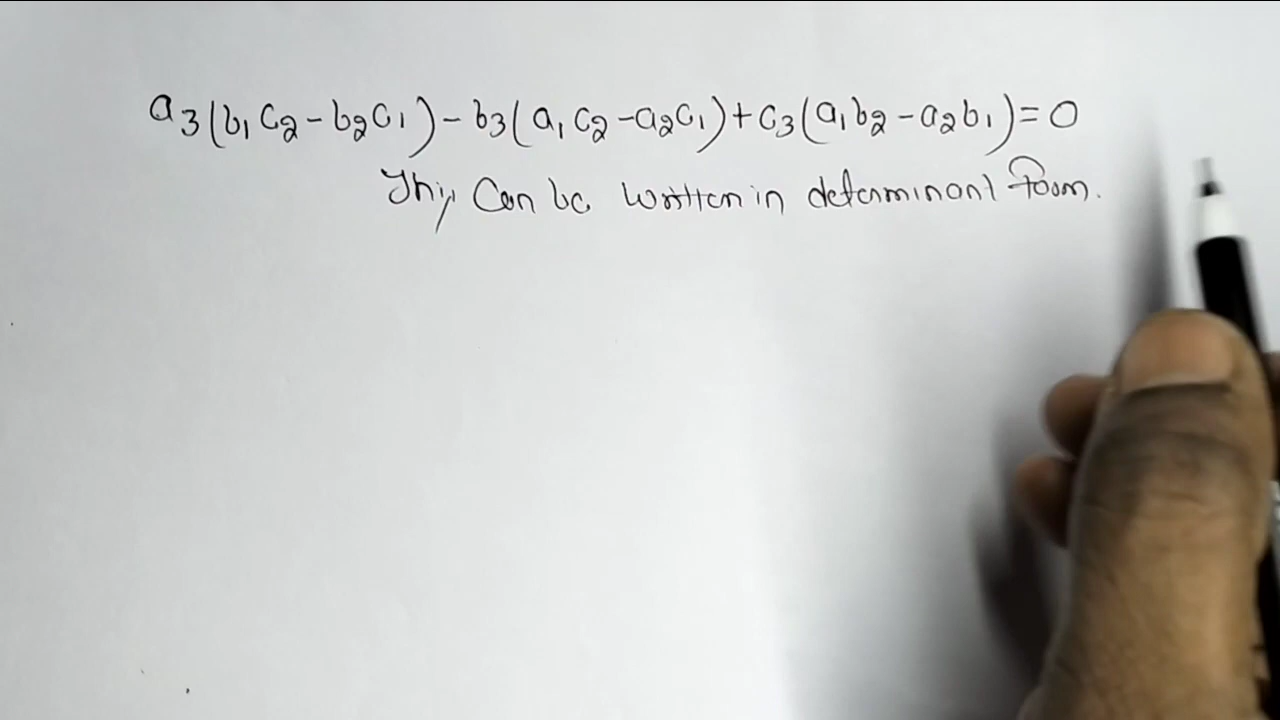 a₃(b₁c₂-b₂c₁)-b₃(a₁c₂-a₂c₁)+c₃(a₁b₂-a₂b₁)=0
This can be written in determinant form.